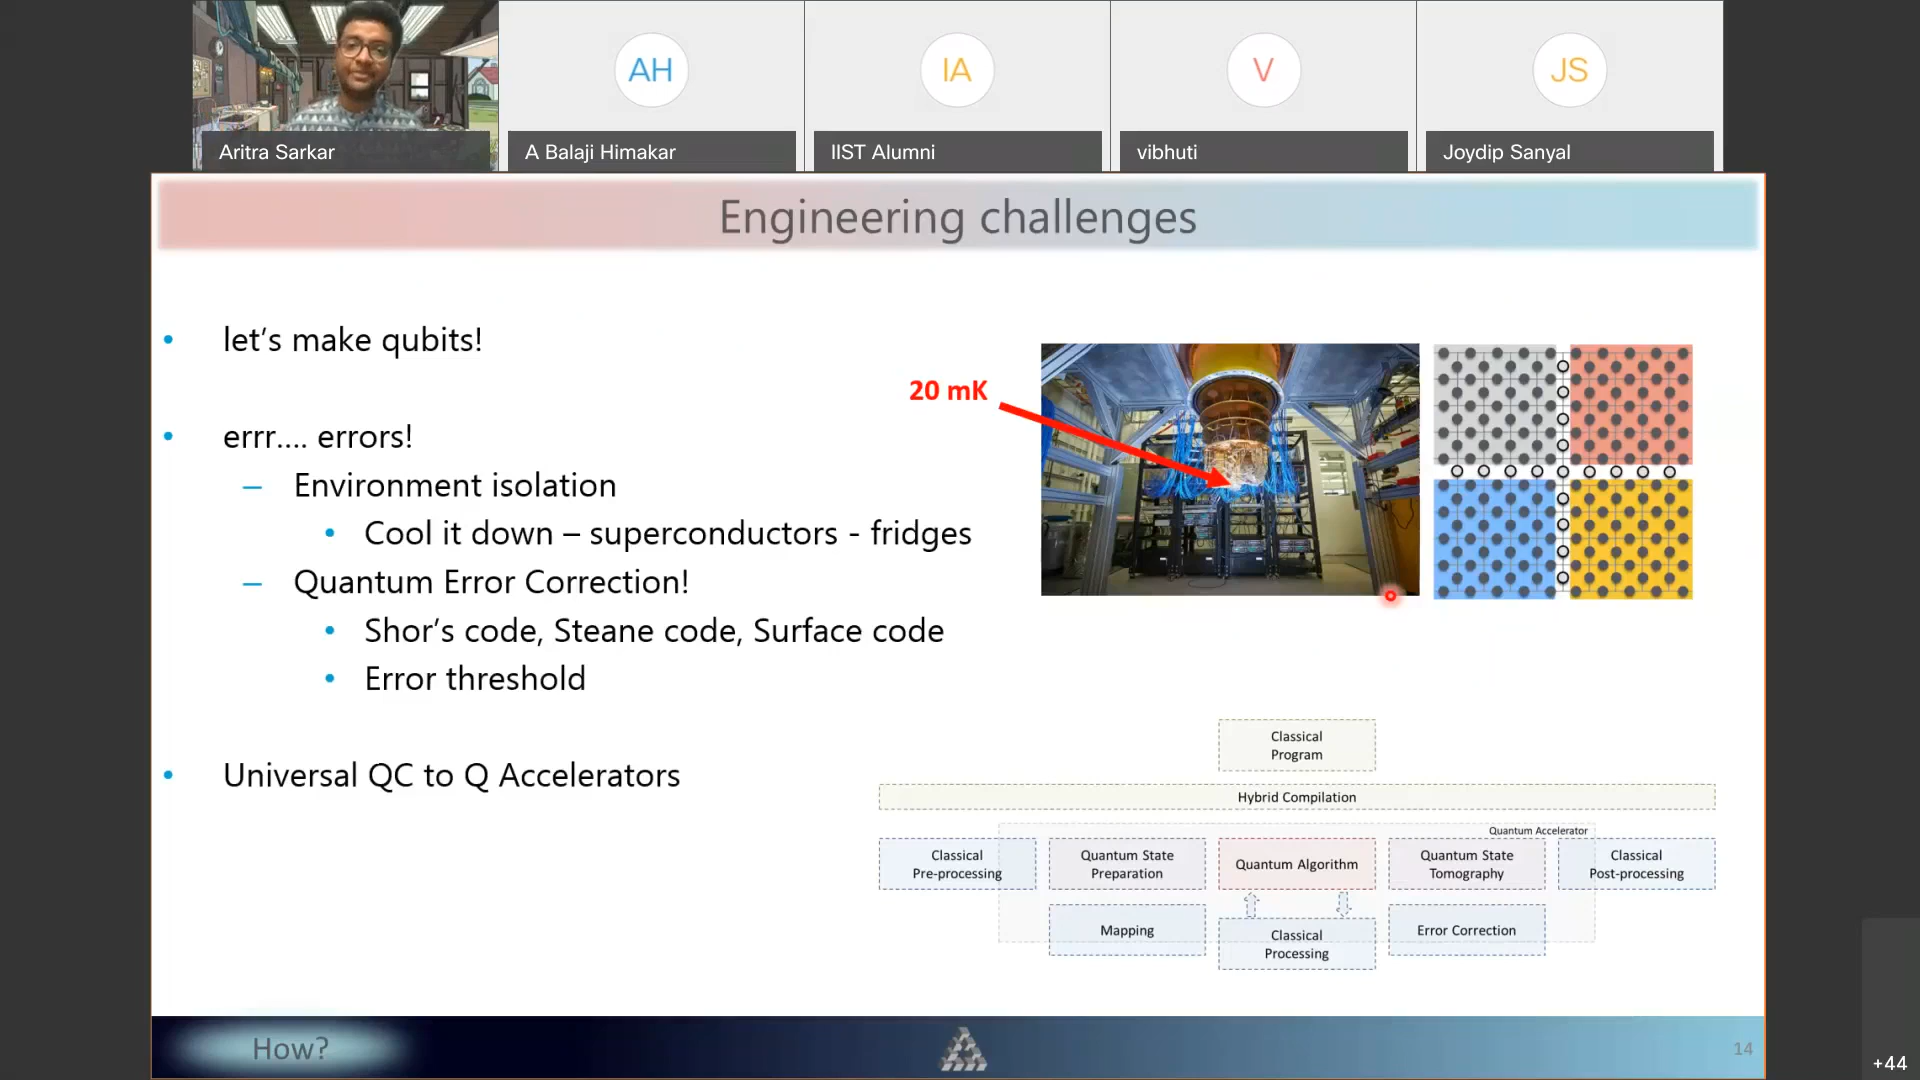 AH
IA
V
JS
Aritra Sarkar
A Balaji Himakar
IIST Alumni
vibhuti
Joydip Sanyal
Engineering challenges
• let's make qubits!
• errr.... errors!
– Environment isolation
• Cool it down – superconductors - fridges
– Quantum Error Correction!
• Shor's code, Steane code, Surface code
• Error threshold
• Universal QC to Q Accelerators
20 mK
Classical
Program
Hybrid Compilation
Quantum Accelerator
Classical
Pre-processing
Quantum State
Preparation
Quantum Algorithm
Quantum State
Tomography
Classical
Post-processing
Mapping
Classical
Processing
Error Correction
How?
14
+44